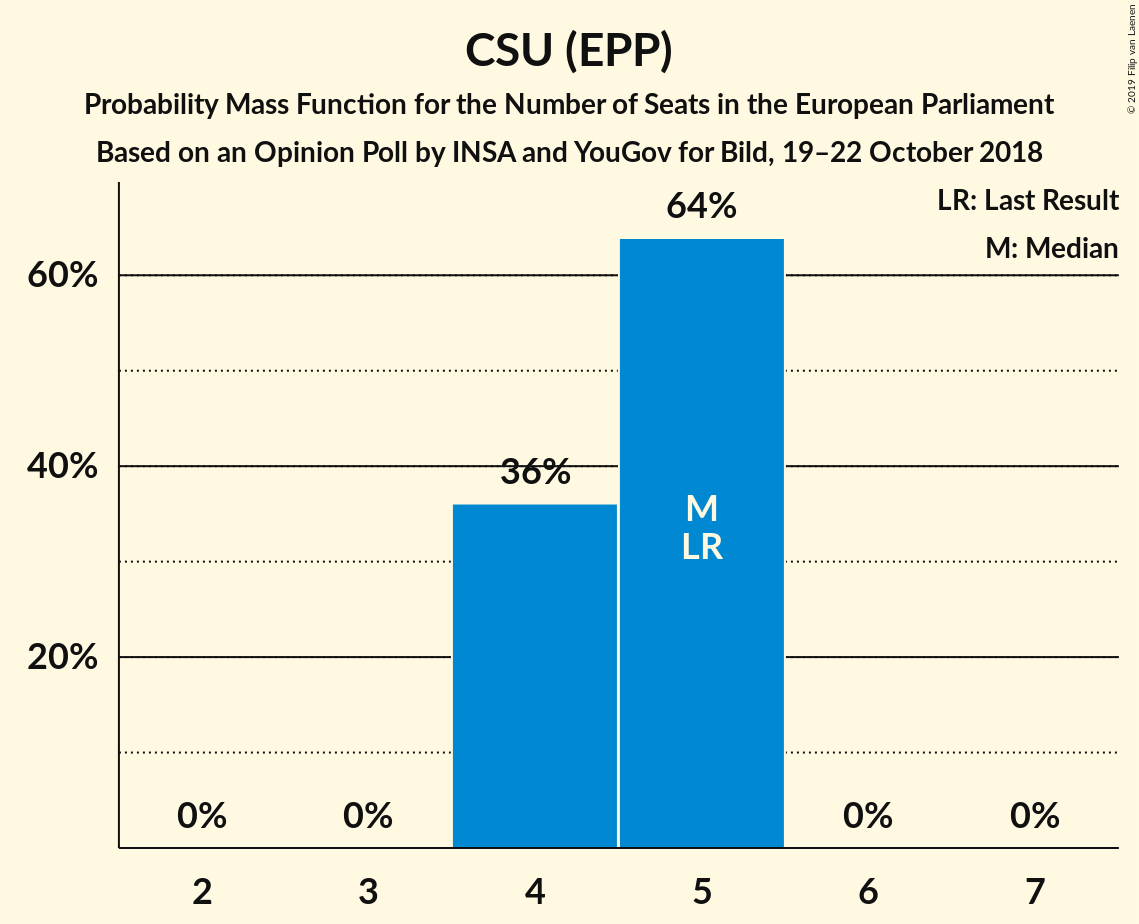 CSU (EPP)
Probability Mass Function for the Number of Seats in the European Parliament
Based on an Opinion Poll by INSA and YouGov for Bild, 19–22 October 2018
© 2019 Filip van Laenen
LR: Last Result
M: Median
64%
60%
40%
36%
M
LR
20%
0%
0%
0%
0%
2
3
4
5
6
7